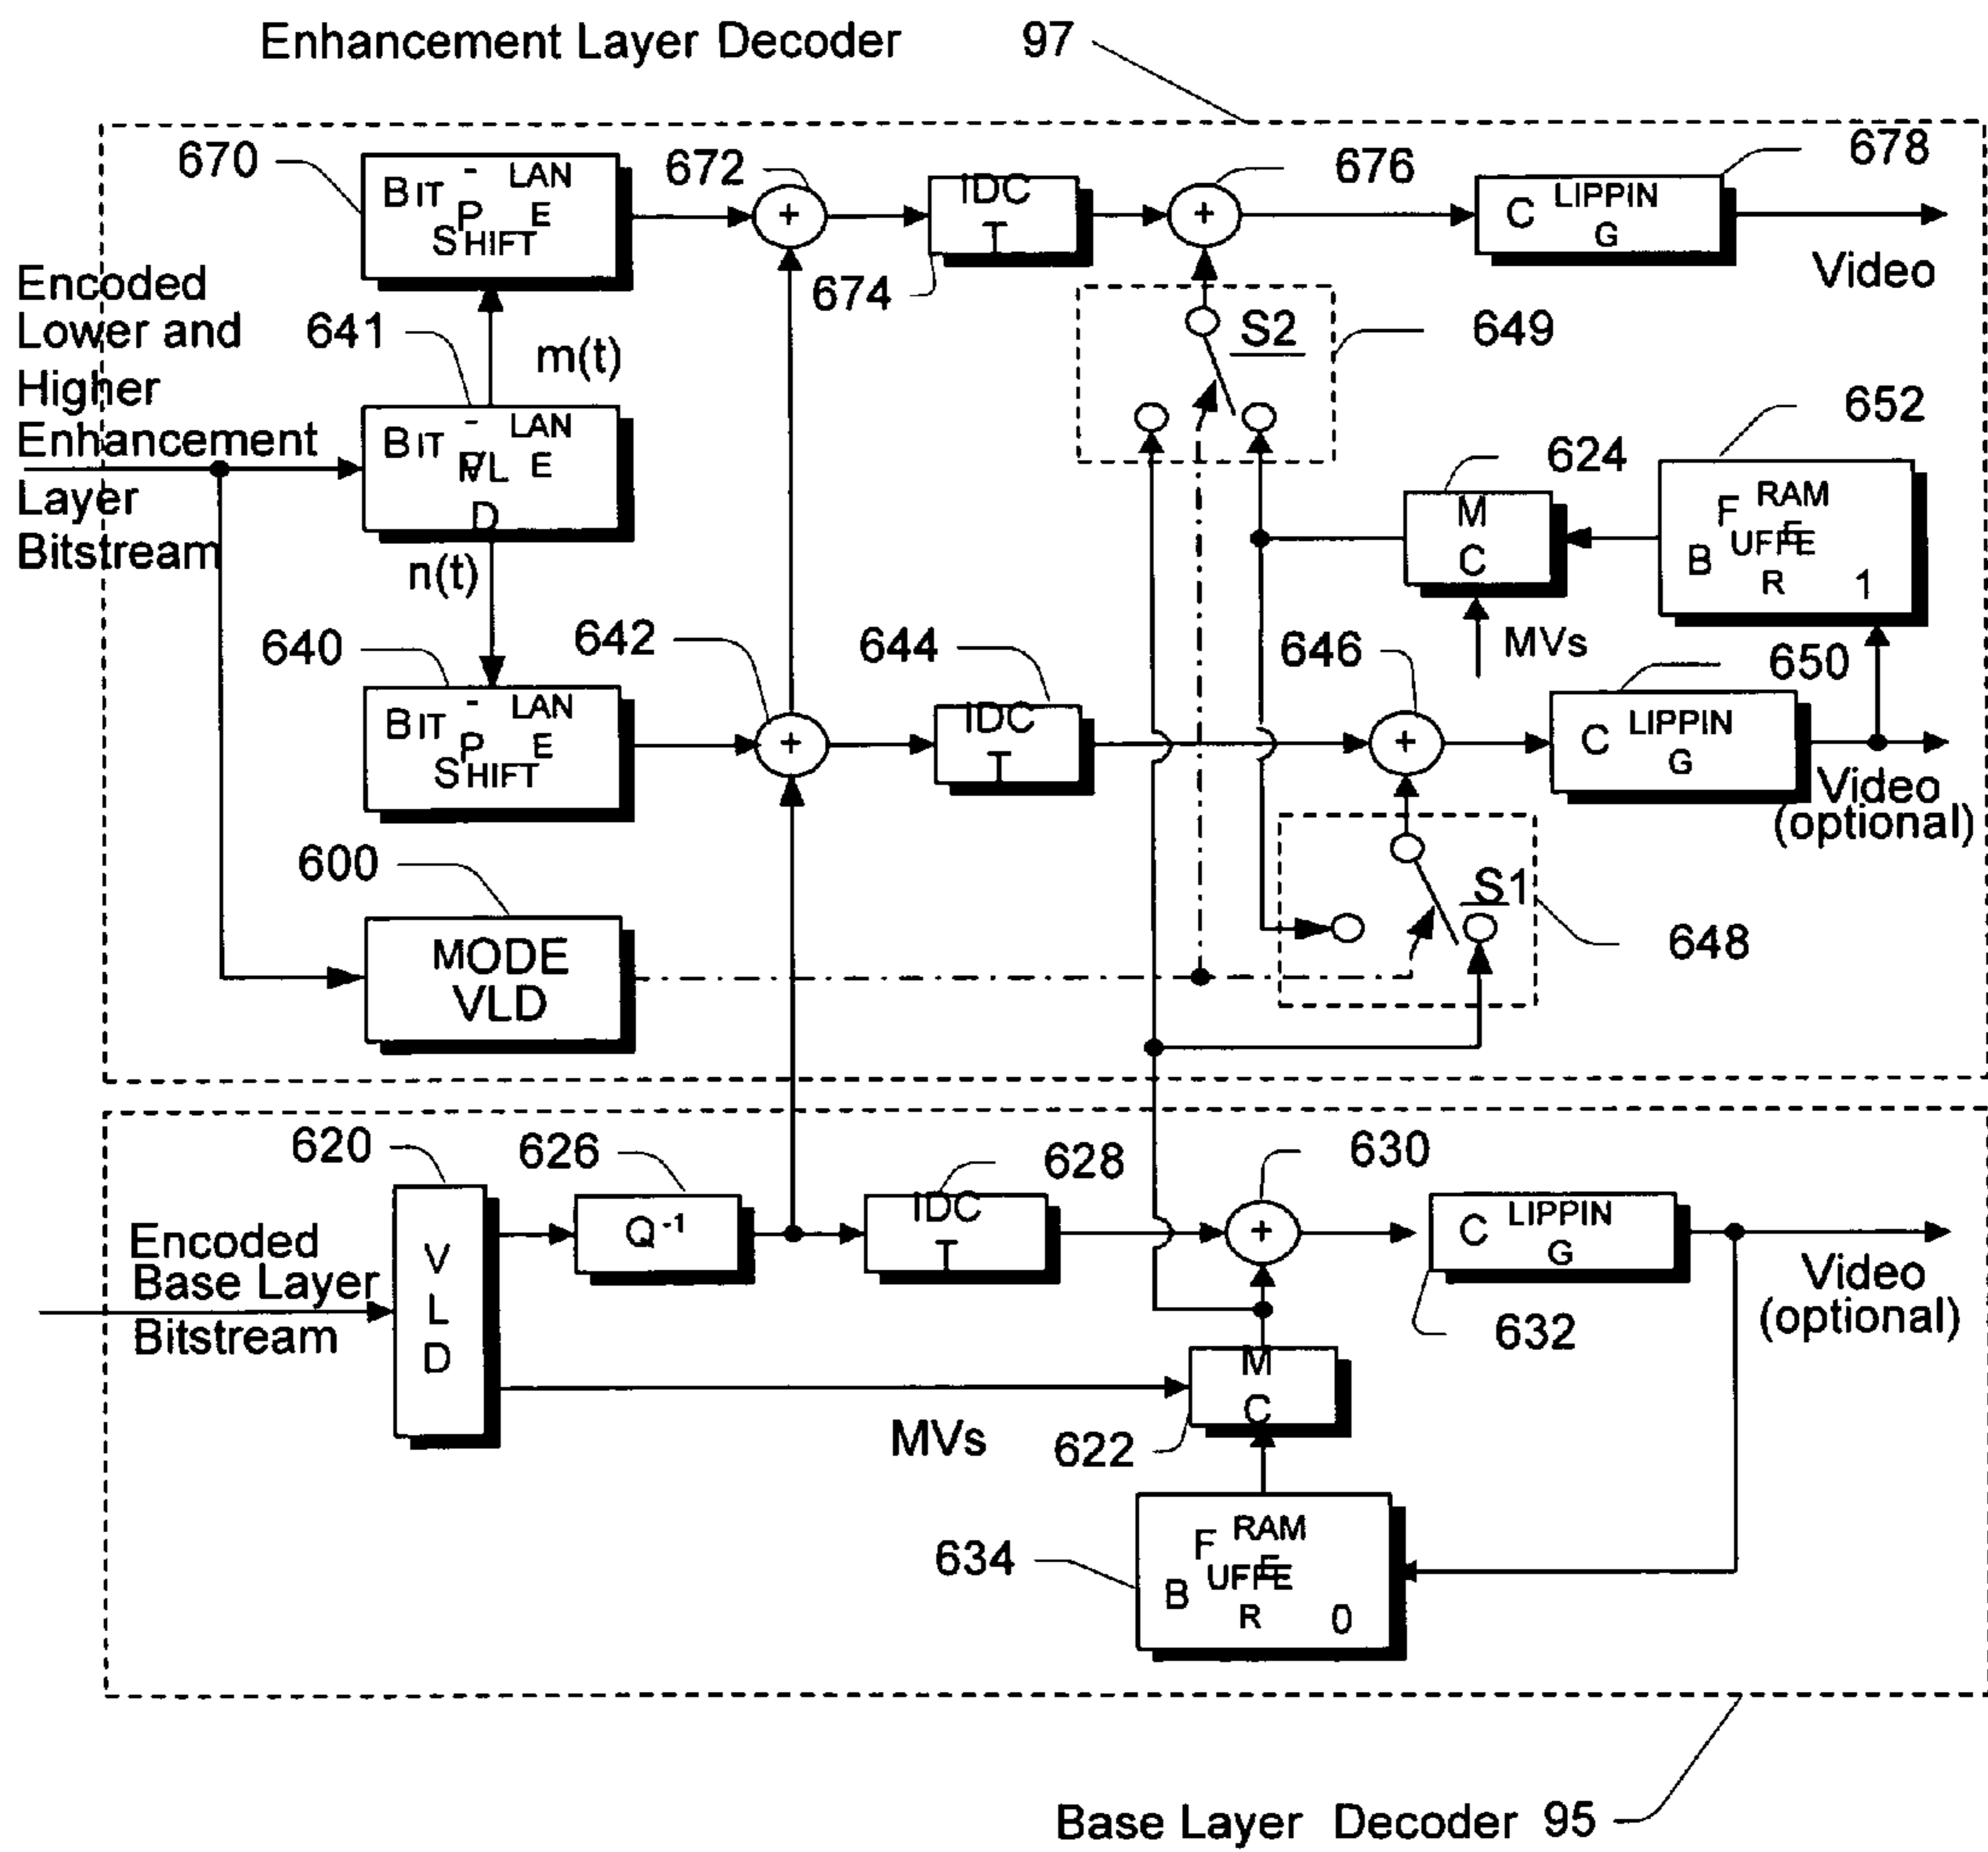 Enhancement Layer Decoder 97
670
BIT-PLANE
SHIFT
672
+
IDCT
674
+
676
CLIPPING
678
Video
Encoded
Lower and
Higher
Enhancement
Layer
Bitstream
641
m(t)
BIT-PLANE
VLD
n(t)
S2
649
624
MC
MVs
652
FRAME
BUFFER 1
640
BIT-PLANE
SHIFT
642
+
644
IDCT
646
+
650
CLIPPING
Video
(optional)
600
MODE
VLD
S1
648
620
VLD
626
Q-1
628
IDCT
630
+
CLIPPING
632
Video
(optional)
Encoded
Base Layer
Bitstream
MVs
MC
622
634
FRAME
BUFFER 0
Base Layer Decoder 95